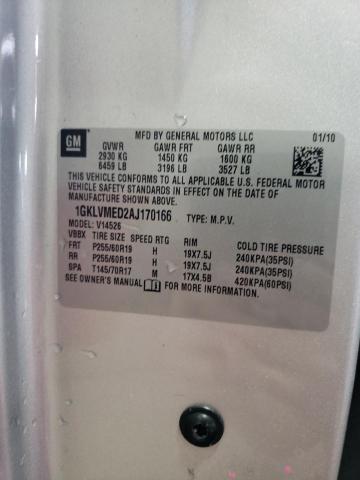 GM
MFD BY GENERAL MOTORS LLC 01/10
GVWR GAWR FRT GAWR RR
2930 KG 1450 KG 1600 KG
6459 LB 3196 LB 3527 LB
THIS VEHICLE CONFORMS TO ALL APPLICABLE U.S. FEDERAL MOTOR
VEHICLE SAFETY STANDARDS IN EFFECT ON THE DATE OF
MANUFACTURE SHOWN ABOVE.
1GKLVMED2AJ170166 TYPE: M.P.V.
MODEL: V14526
VBBX TIRE SIZE SPEED RTG RIM COLD TIRE PRESSURE
FRT P255/60R19 H 19X7.5J 240KPA(35PSI)
RR P255/60R19 H 19X7.5J 240KPA(35PSI)
SPA T145/70R17 M 17X4.5B 420KPA(60PSI)
SEE OWNER'S MANUAL FOR MORE INFORMATION.